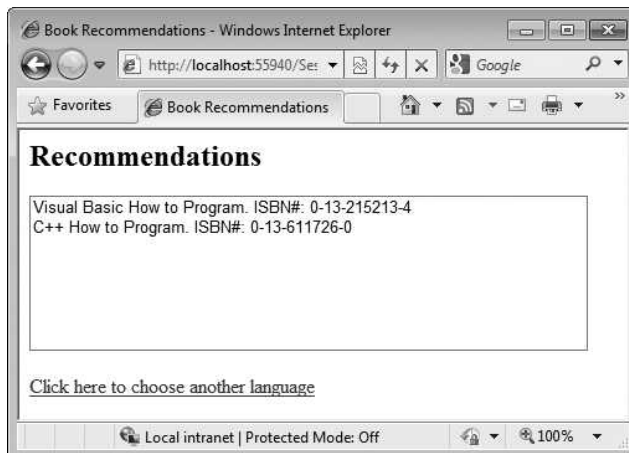 Book Recommendations - Windows Internet Explorer
http://localhost:55940/Ses
Google
Favorites
Book Recommendations
Recommendations
Visual Basic How to Program. ISBN#: 0-13-215213-4
C++ How to Program. ISBN#: 0-13-611726-0
Click here to choose another language
Local intranet | Protected Mode: Off
100%